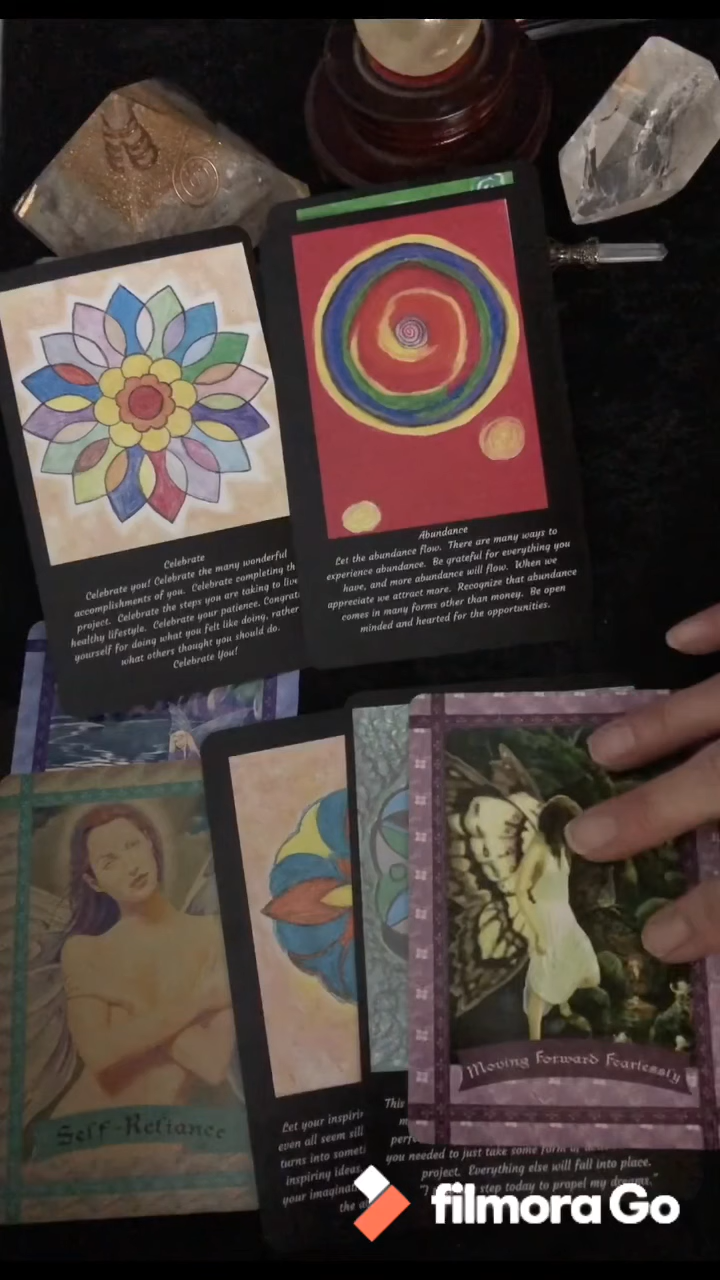 Celebrate
Celebrate you! Celebrate the many wonderful
accomplishments of you. Celebrate completing
project. Celebrate the steps you are taking to
healthy lifestyle. Celebrate your patience.
yourself for doing what you felt like doing, rather
what others thought you should do.
Celebrate You!
Abundance
Let the abundance flow. There are many ways to
experience abundance. Be grateful for everything you
have, and more abundance will flow. When we
appreciate we attract more. Recognize that abundance
comes in many forms other than money. Be open
minded and hearted for the opportunities.
Moving Forward Fearlessly
Self-Reliance
Let your
even all seem
turns into
inspiring ideas.
your
the
This
you needed to just take some form of
project. Everything else will fall into place.
step today to propel my dreams."
filmora Go